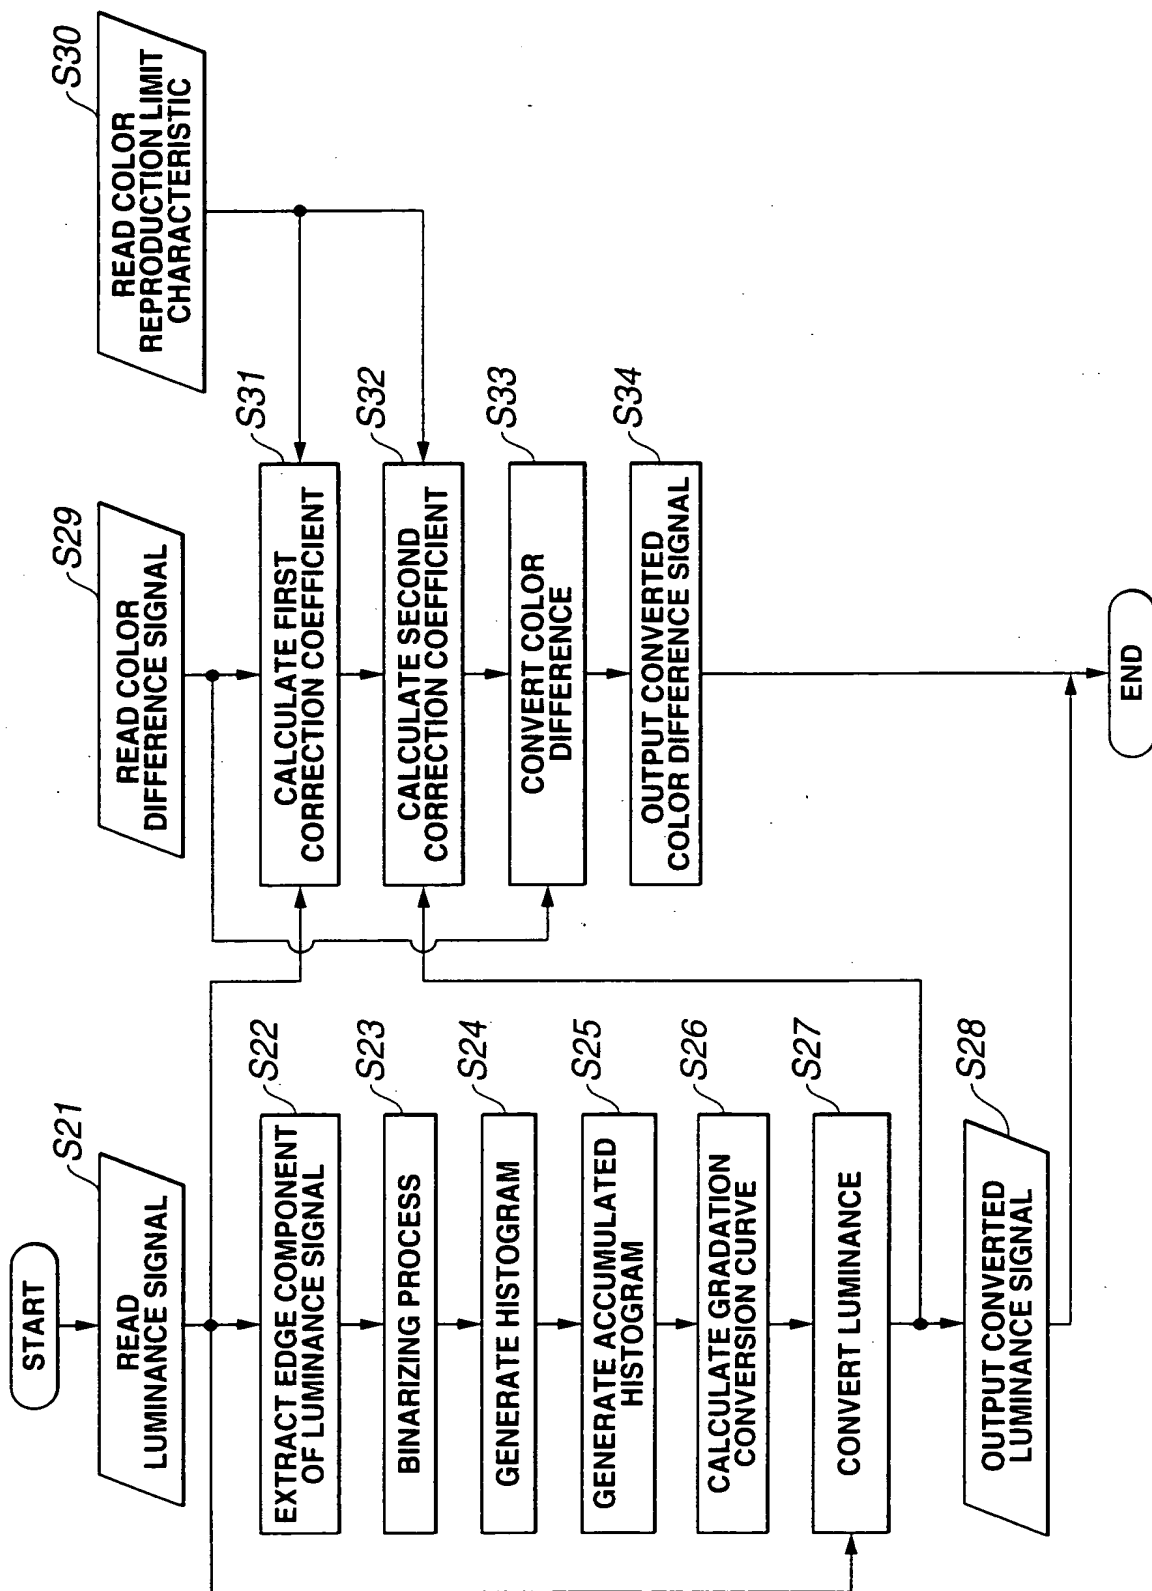 START
S21
READ
LUMINANCE SIGNAL
S22
EXTRACT EDGE COMPONENT
OF LUMINANCE SIGNAL
S23
BINARIZING PROCESS
S24
GENERATE HISTOGRAM
S25
GENERATE ACCUMULATED
HISTOGRAM
S26
CALCULATE GRADATION
CONVERSION CURVE
S27
CONVERT LUMINANCE
S28
OUTPUT CONVERTED
LUMINANCE SIGNAL
S29
READ COLOR
DIFFERENCE SIGNAL
S30
READ COLOR
REPRODUCTION LIMIT
CHARACTERISTIC
S31
CALCULATE FIRST
CORRECTION COEFFICIENT
S32
CALCULATE SECOND
CORRECTION COEFFICIENT
S33
CONVERT COLOR
DIFFERENCE
S34
OUTPUT CONVERTED
COLOR DIFFERENCE SIGNAL
END